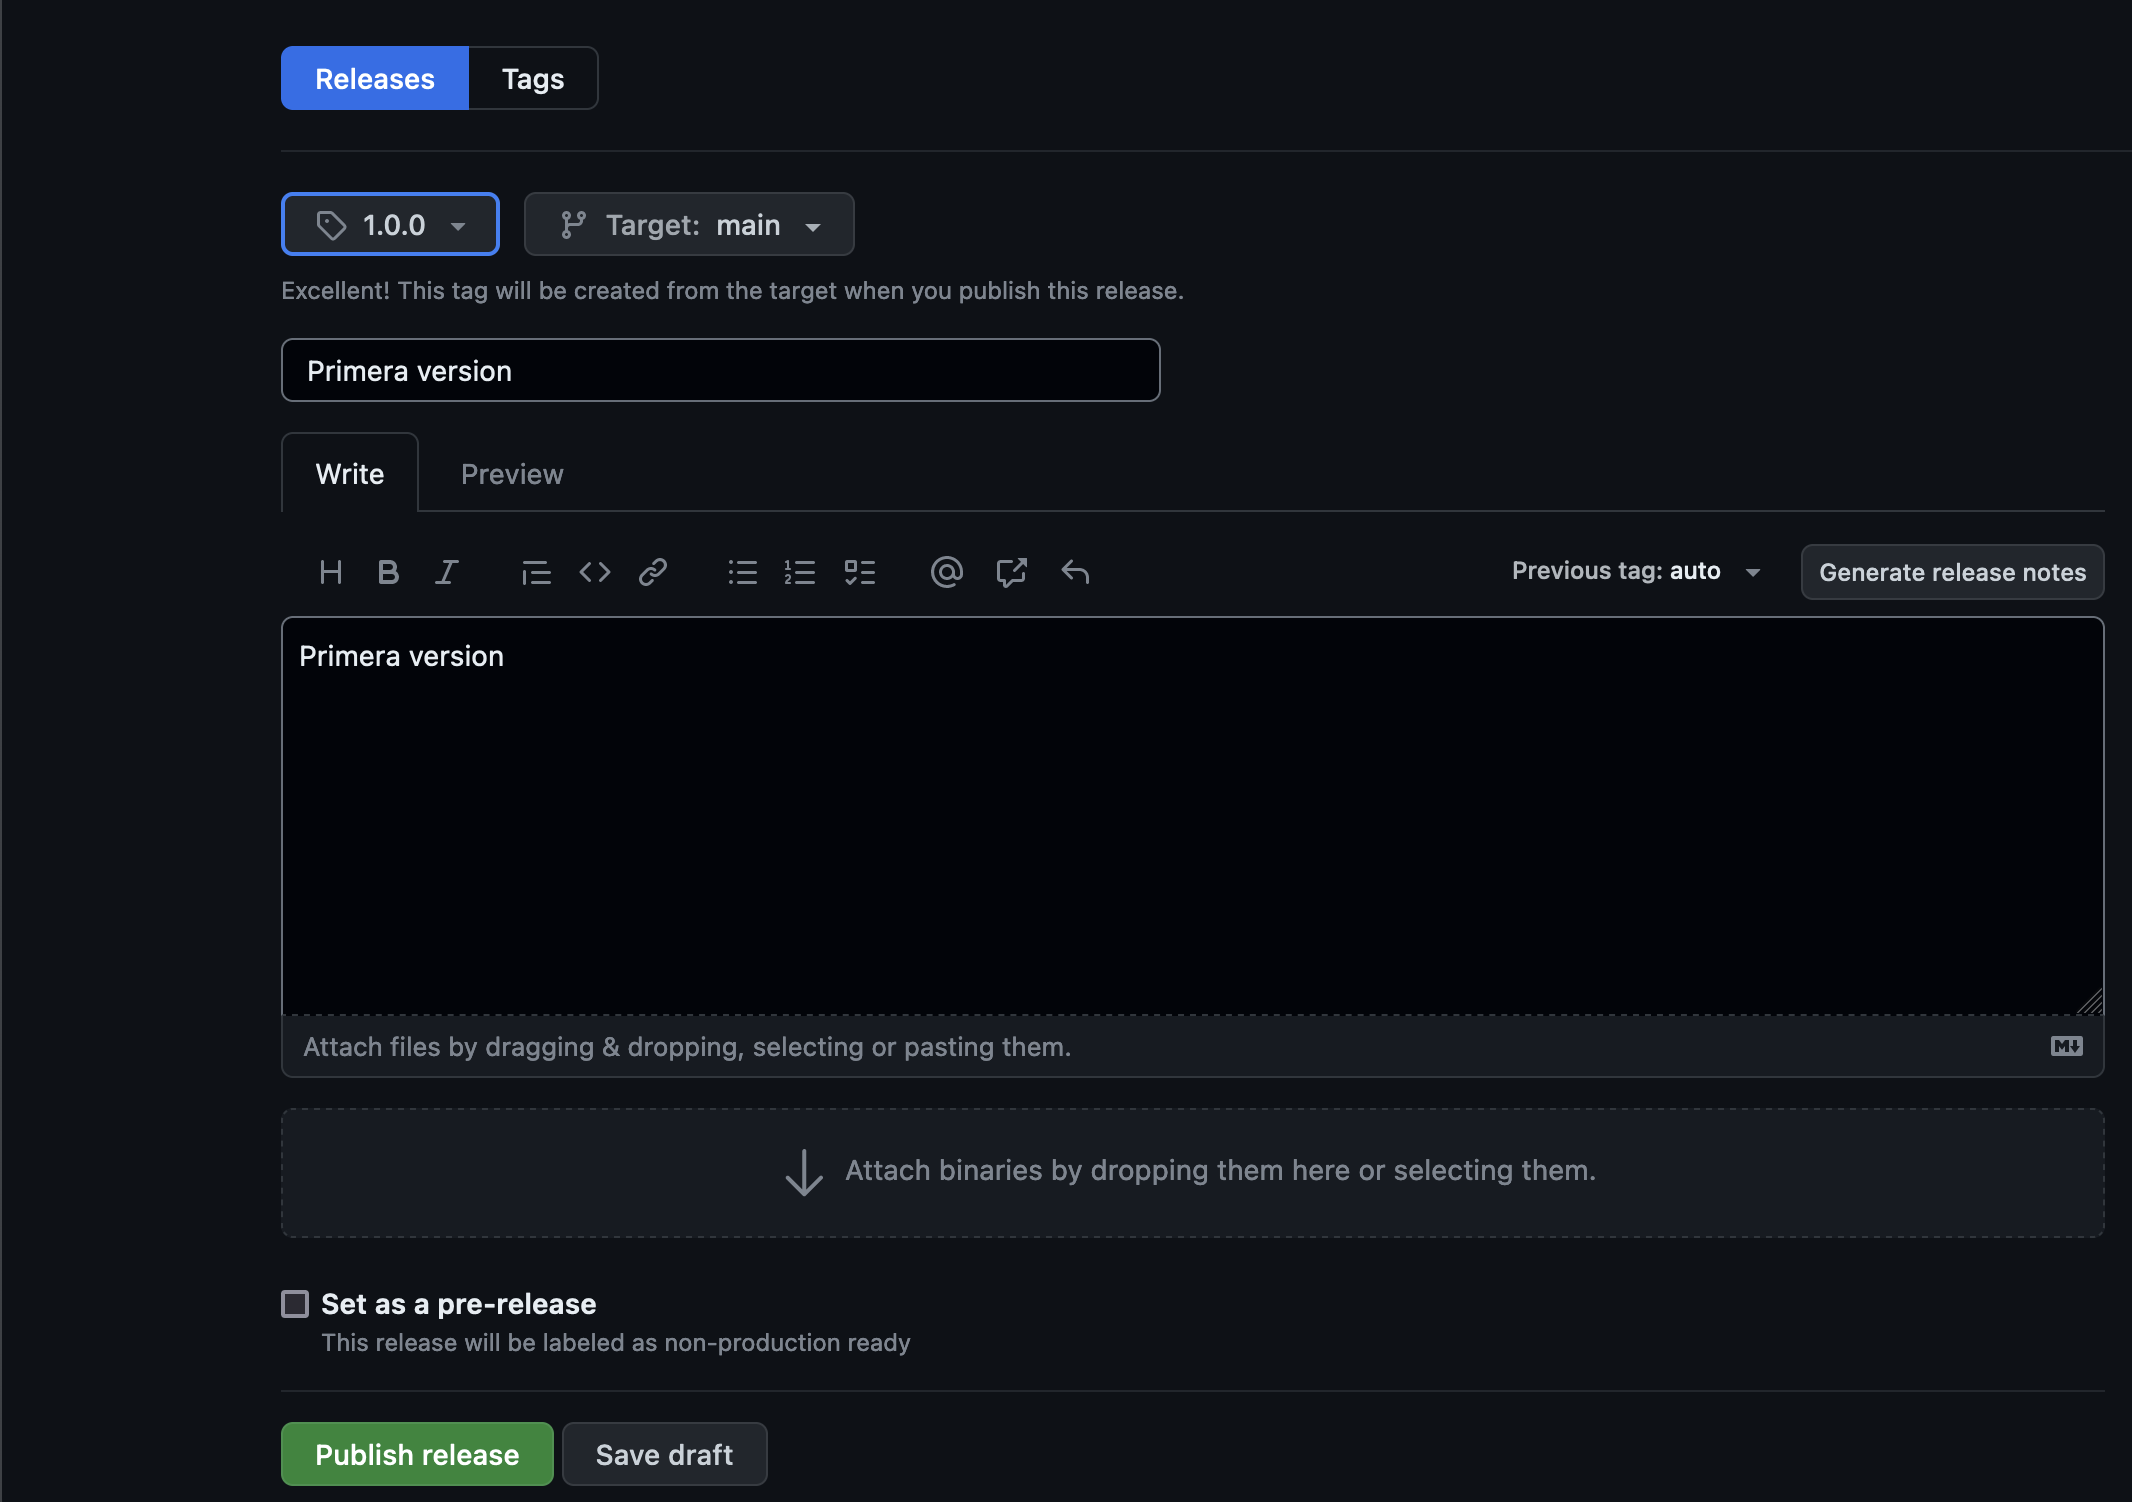 Releases Tags
1.0.0 Target: main
Excellent! This tag will be created from the target when you publish this release.
Primera version
Write Preview
H B I Previous tag: auto Generate release notes
Primera version
Attach files by dragging & dropping, selecting or pasting them.
Attach binaries by dropping them here or selecting them.
Set as a pre-release
This release will be labeled as non-production ready
Publish release Save draft